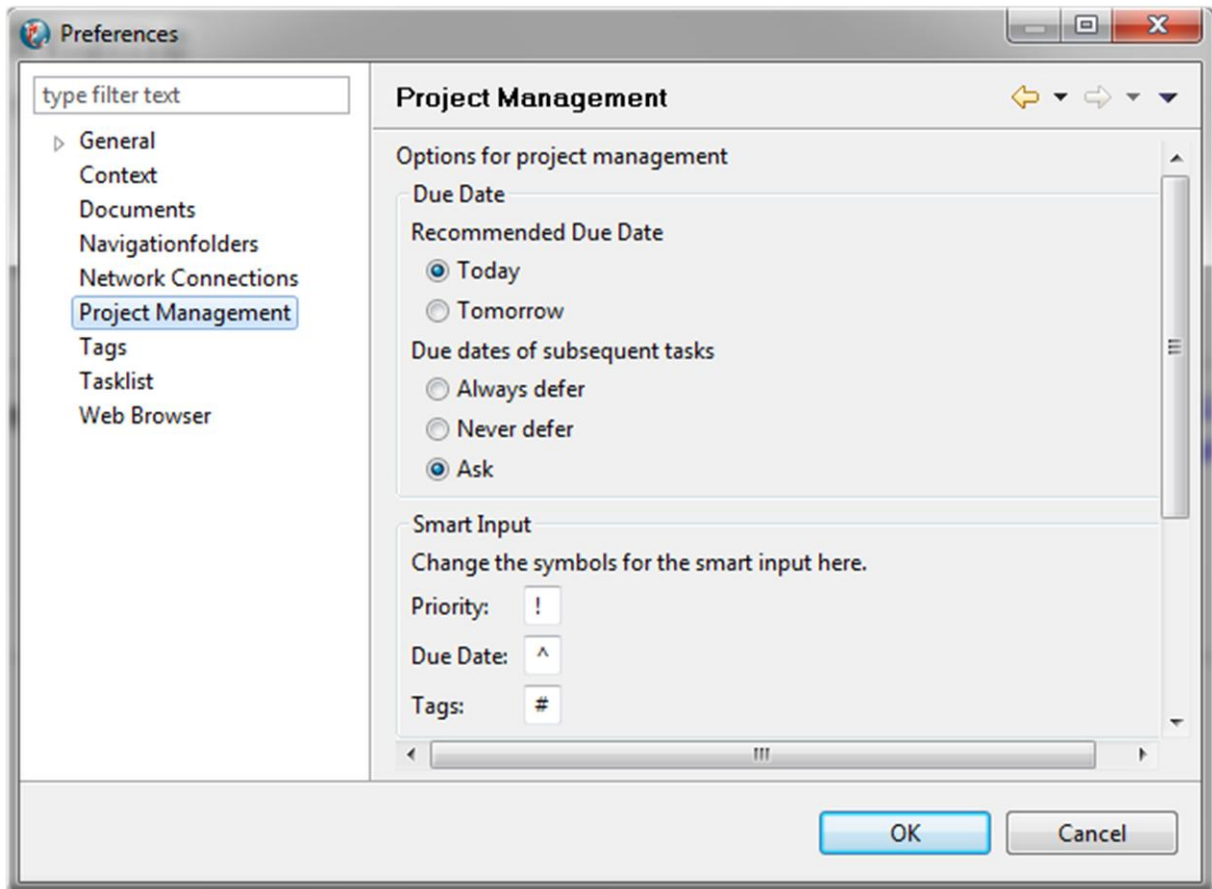 Preferences
type filter text
General
Context
Documents
Navigationfolders
Network Connections
Project Management
Tags
Tasklist
Web Browser
Project Management
Options for project management
Due Date
Recommended Due Date
Today
Tomorrow
Due dates of subsequent tasks
Always defer
Never defer
Ask
Smart Input
Change the symbols for the smart input here.
Priority: !
Due Date: ^
Tags: #
OK Cancel